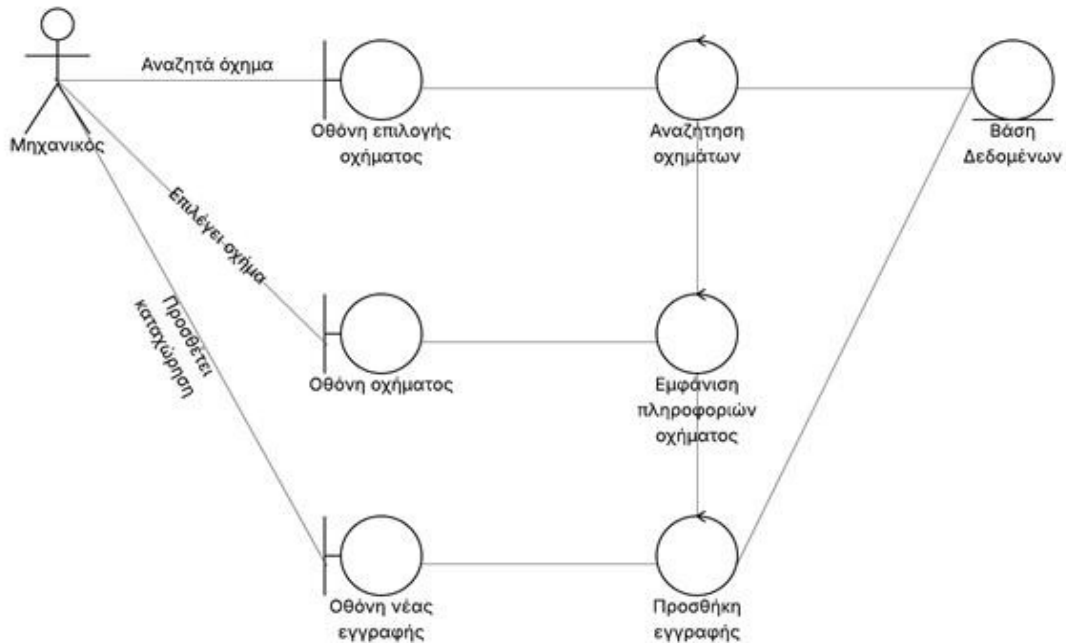 Αναζητά όχημα
Μηχανικός
Οθόνη επιλογής
οχήματος
Αναζήτηση
οχημάτων
Βάση
Δεδομένων
Επιλέγει οχήμα
Προσθέτει
καταχώρηση
Οθόνη οχήματος
Εμφάνιση
πληροφοριών
οχήματος
Οθόνη νέας
εγγραφής
Προσθήκη
εγγραφής